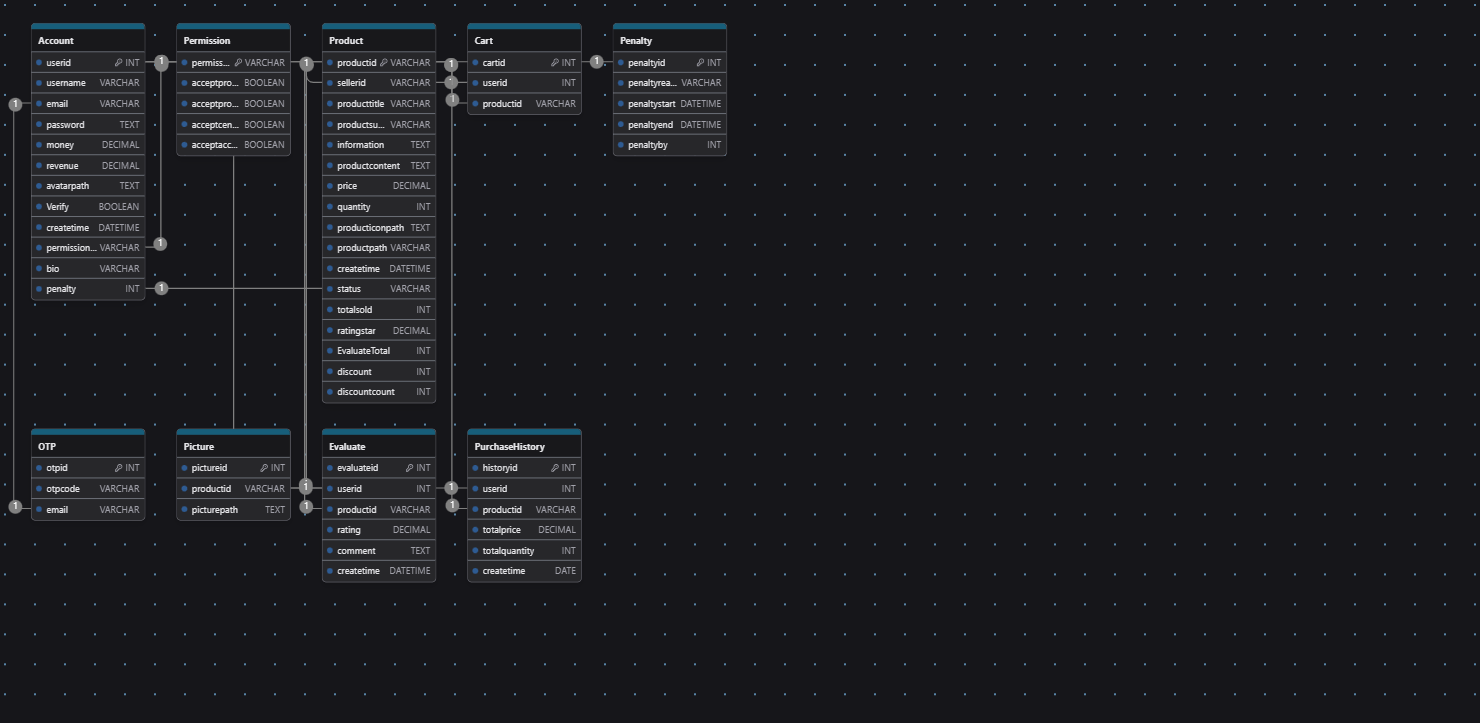 Account
userid INT
username VARCHAR
email VARCHAR
password TEXT
money DECIMAL
revenue DECIMAL
avatarpath TEXT
Verify BOOLEAN
createtime DATETIME
permission... VARCHAR
bio VARCHAR
penalty INT
Permission
permiss... VARCHAR
acceptpro... BOOLEAN
acceptpro... BOOLEAN
acceptcen... BOOLEAN
acceptacc... BOOLEAN
Product
productid VARCHAR
sellerid VARCHAR
producttitle VARCHAR
productsu... VARCHAR
information TEXT
productcontent TEXT
price DECIMAL
quantity INT
producticonpath TEXT
productpath VARCHAR
createtime DATETIME
status VARCHAR
totalsold INT
ratingstar DECIMAL
EvaluateTotal INT
discount INT
discountcount INT
Cart
cartid INT
userid INT
productid VARCHAR
Penalty
penaltyid INT
penaltyrea... VARCHAR
penaltystart DATETIME
penaltyend DATETIME
penaltyby INT
OTP
otpid INT
otpcode VARCHAR
email VARCHAR
Picture
pictureid INT
productid VARCHAR
picturepath TEXT
Evaluate
evaluateid INT
userid INT
productid VARCHAR
rating DECIMAL
comment TEXT
createtime DATETIME
PurchaseHistory
historyid INT
userid INT
productid VARCHAR
totalprice DECIMAL
totalquantity INT
createtime DATE
1
1
1
1
1
1
1
1
1
1
1
1
1
1